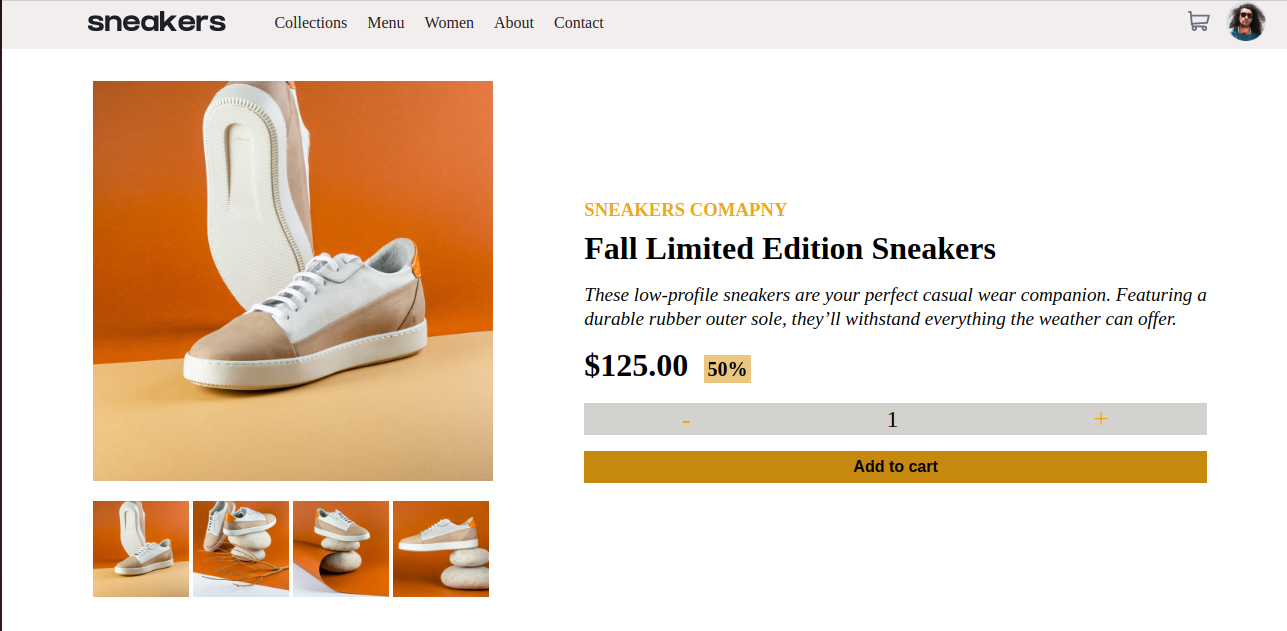 sneakers
Collections Menu Women About Contact
SNEAKERS COMAPNY
Fall Limited Edition Sneakers
These low-profile sneakers are your perfect casual wear companion. Featuring a
durable rubber outer sole, they’ll withstand everything the weather can offer.
$125.00 50%
- 1 +
Add to cart